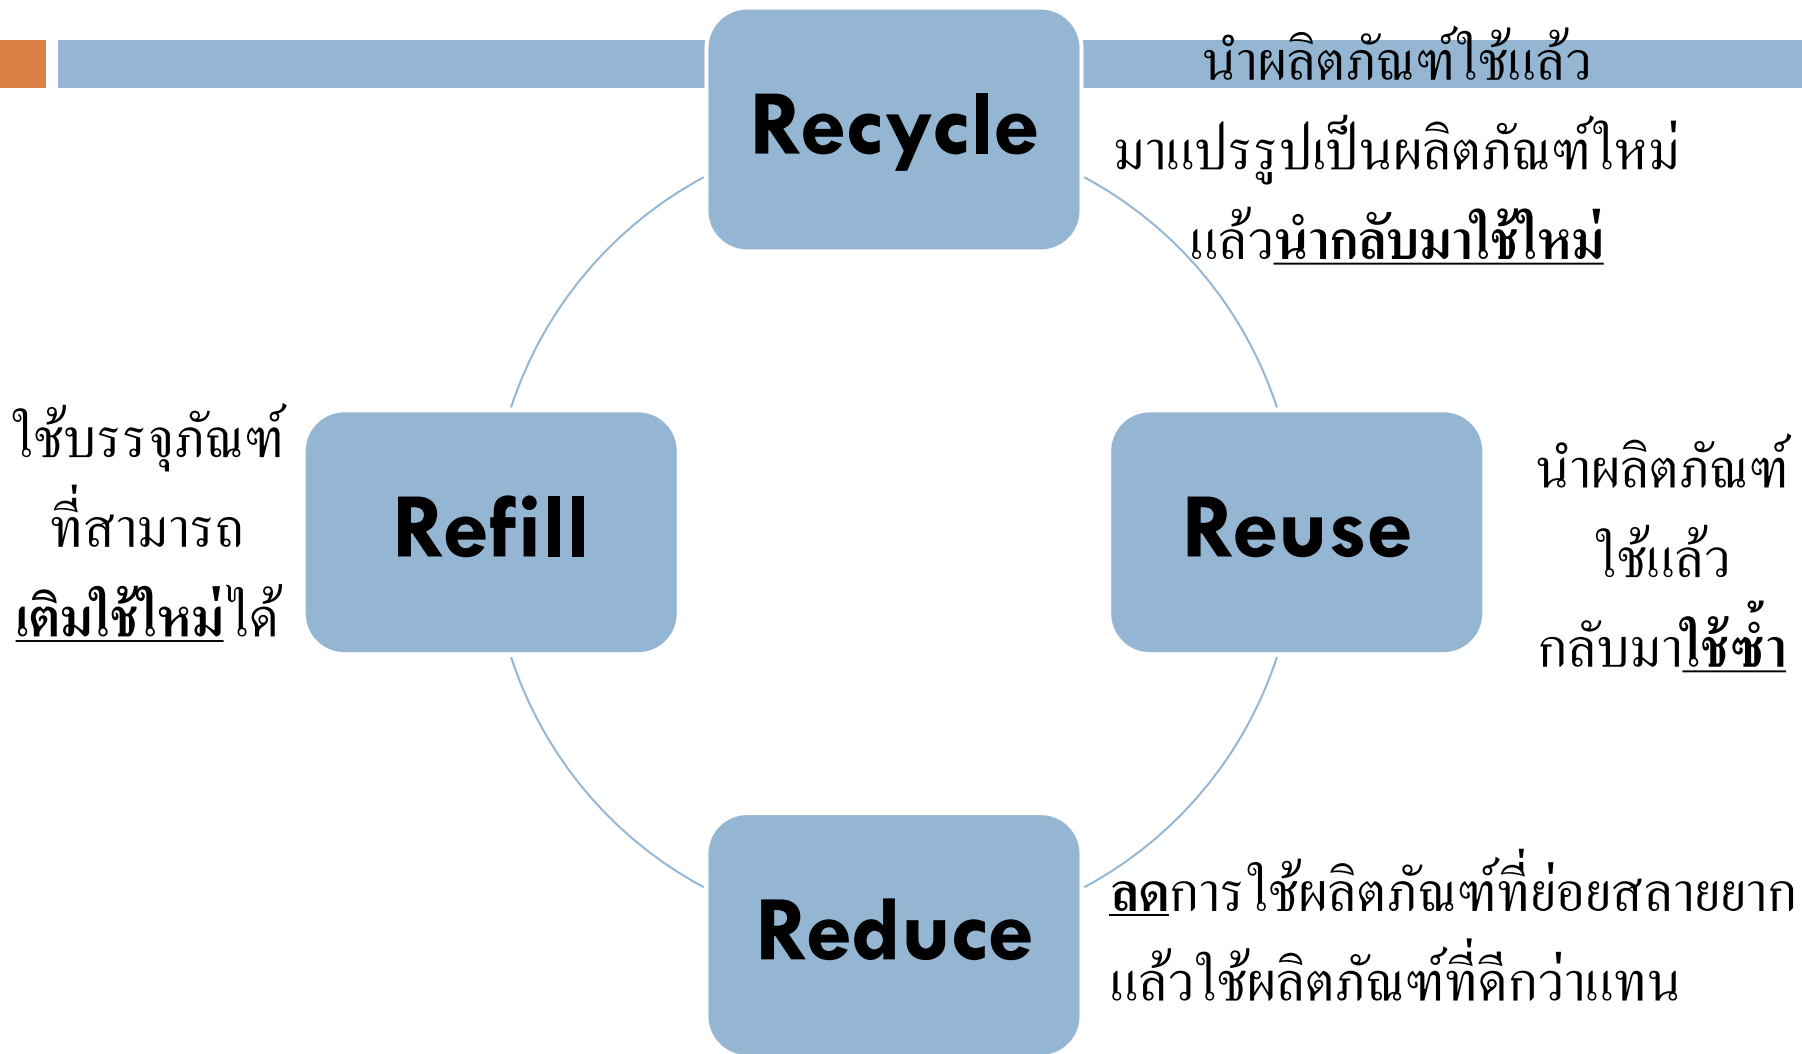 Recycle
นำผลิตภัณฑ์ใช้แล้ว
มาแปรรูปเป็นผลิตภัณฑ์ใหม่
แล้วนำกลับมาใช้ใหม่
ใช้บรรจุภัณฑ์
ที่สามารถ
เติมใช้ใหม่ได้
Refill
Reuse
นำผลิตภัณฑ์
ใช้แล้ว
กลับมาใช้ซ้ำ
Reduce
ลดการใช้ผลิตภัณฑ์ที่ย่อยสลายยาก
แล้วใช้ผลิตภัณฑ์ที่ดีกว่าแทน